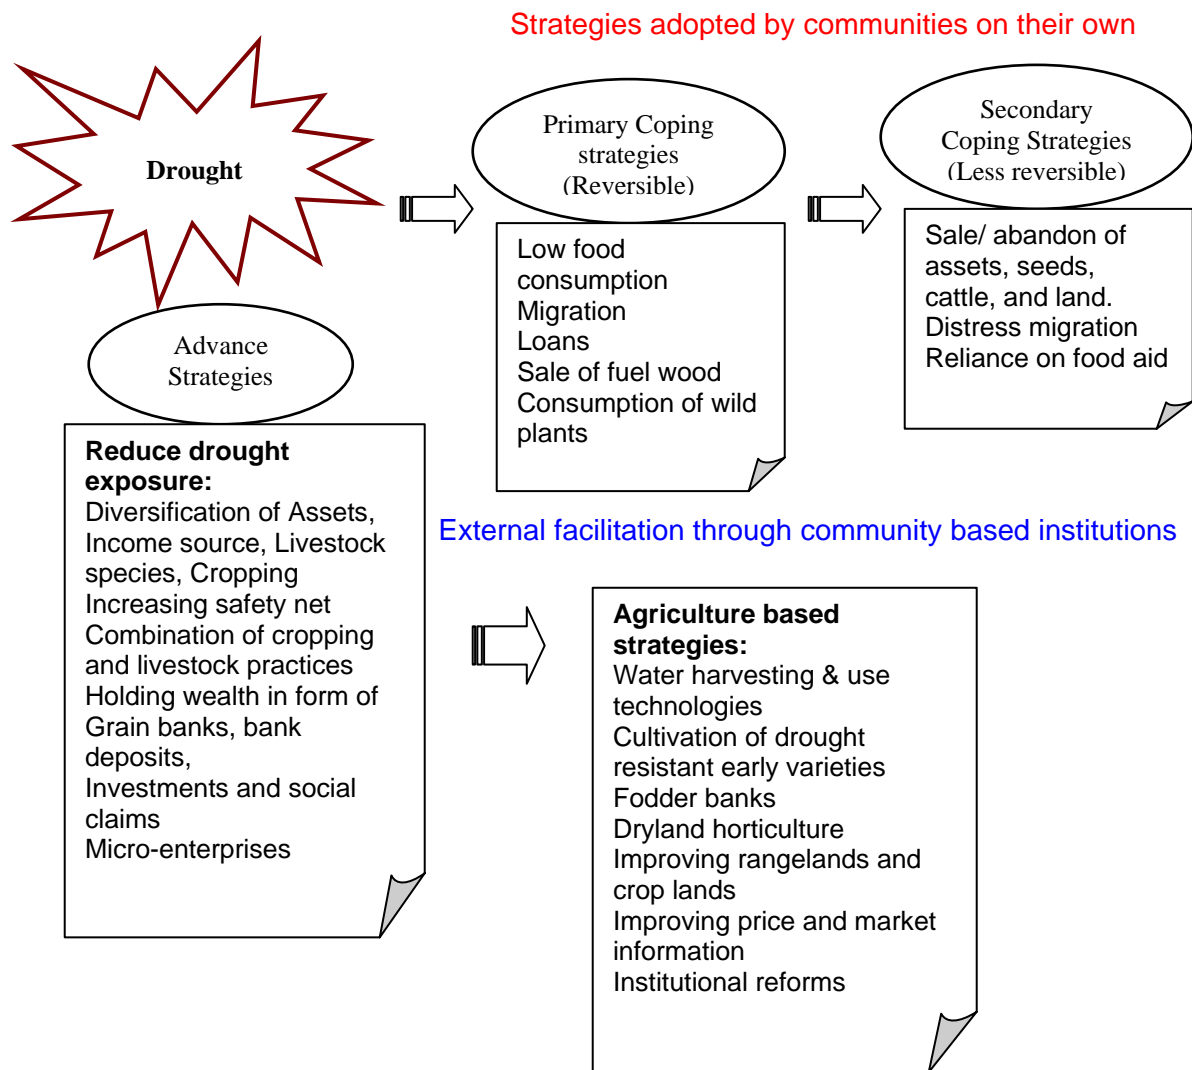 Strategies adopted by communities on their own
Drought
Primary Coping
strategies
(Reversible)
Secondary
Coping Strategies
(Less reversible)
Low food
consumption
Migration
Loans
Sale of fuel wood
Consumption of wild
plants
Sale/ abandon of
assets, seeds,
cattle, and land.
Distress migration
Reliance on food aid
Advance
Strategies
Reduce drought
exposure:
Diversification of Assets,
Income source, Livestock
species, Cropping
Increasing safety net
Combination of cropping
and livestock practices
Holding wealth in form of
Grain banks, bank
deposits,
Investments and social
claims
Micro-enterprises
External facilitation through community based institutions
Agriculture based
strategies:
Water harvesting & use
technologies
Cultivation of drought
resistant early varieties
Fodder banks
Dryland horticulture
Improving rangelands and
crop lands
Improving price and market
information
Institutional reforms